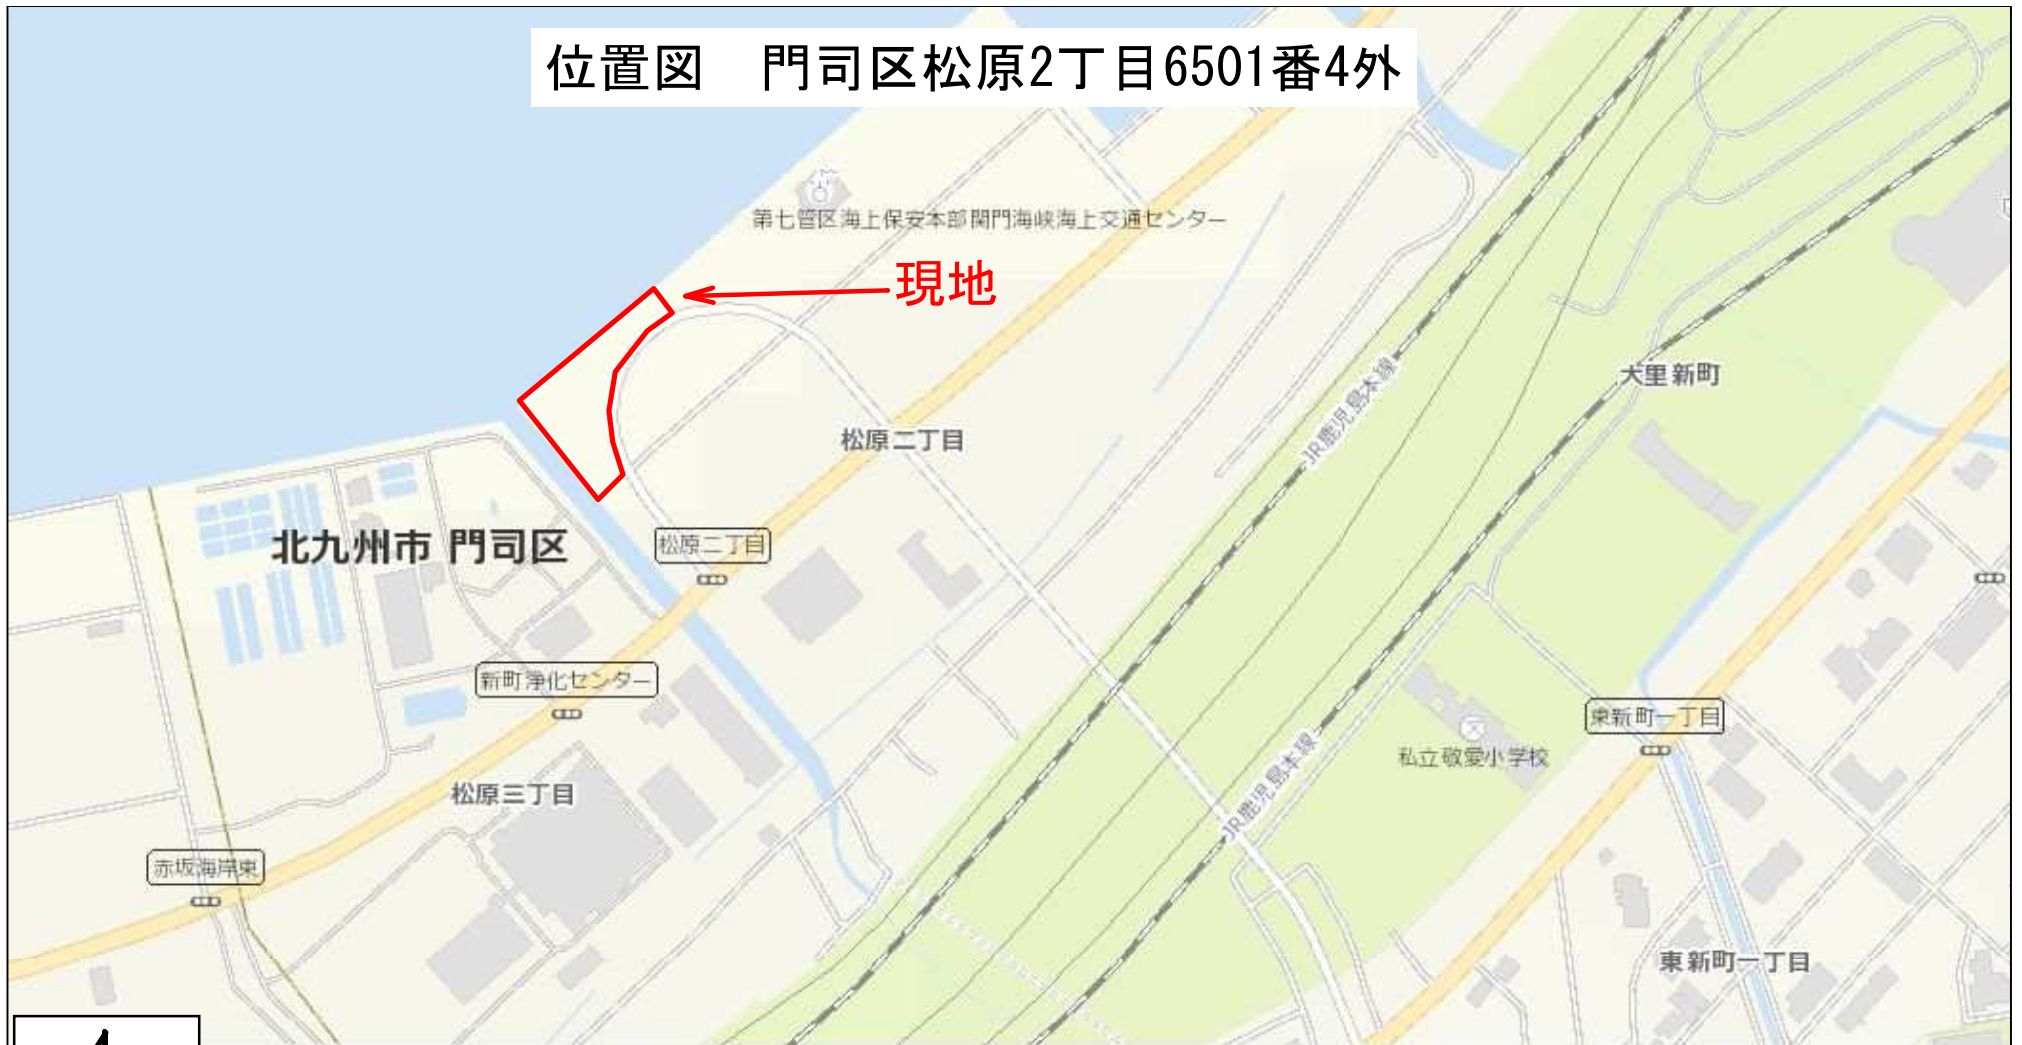 位置図　門司区松原2丁目6501番4外
第七管区海上保安本部関門海峡海上交通センター
現地
JR鹿児島本線
大里新町
松原二丁目
北九州市 門司区
松原二丁目
新町浄化センター
東新町一丁目
私立敬愛小学校
JR鹿児島本線
松原三丁目
赤坂海岸東
東新町一丁目